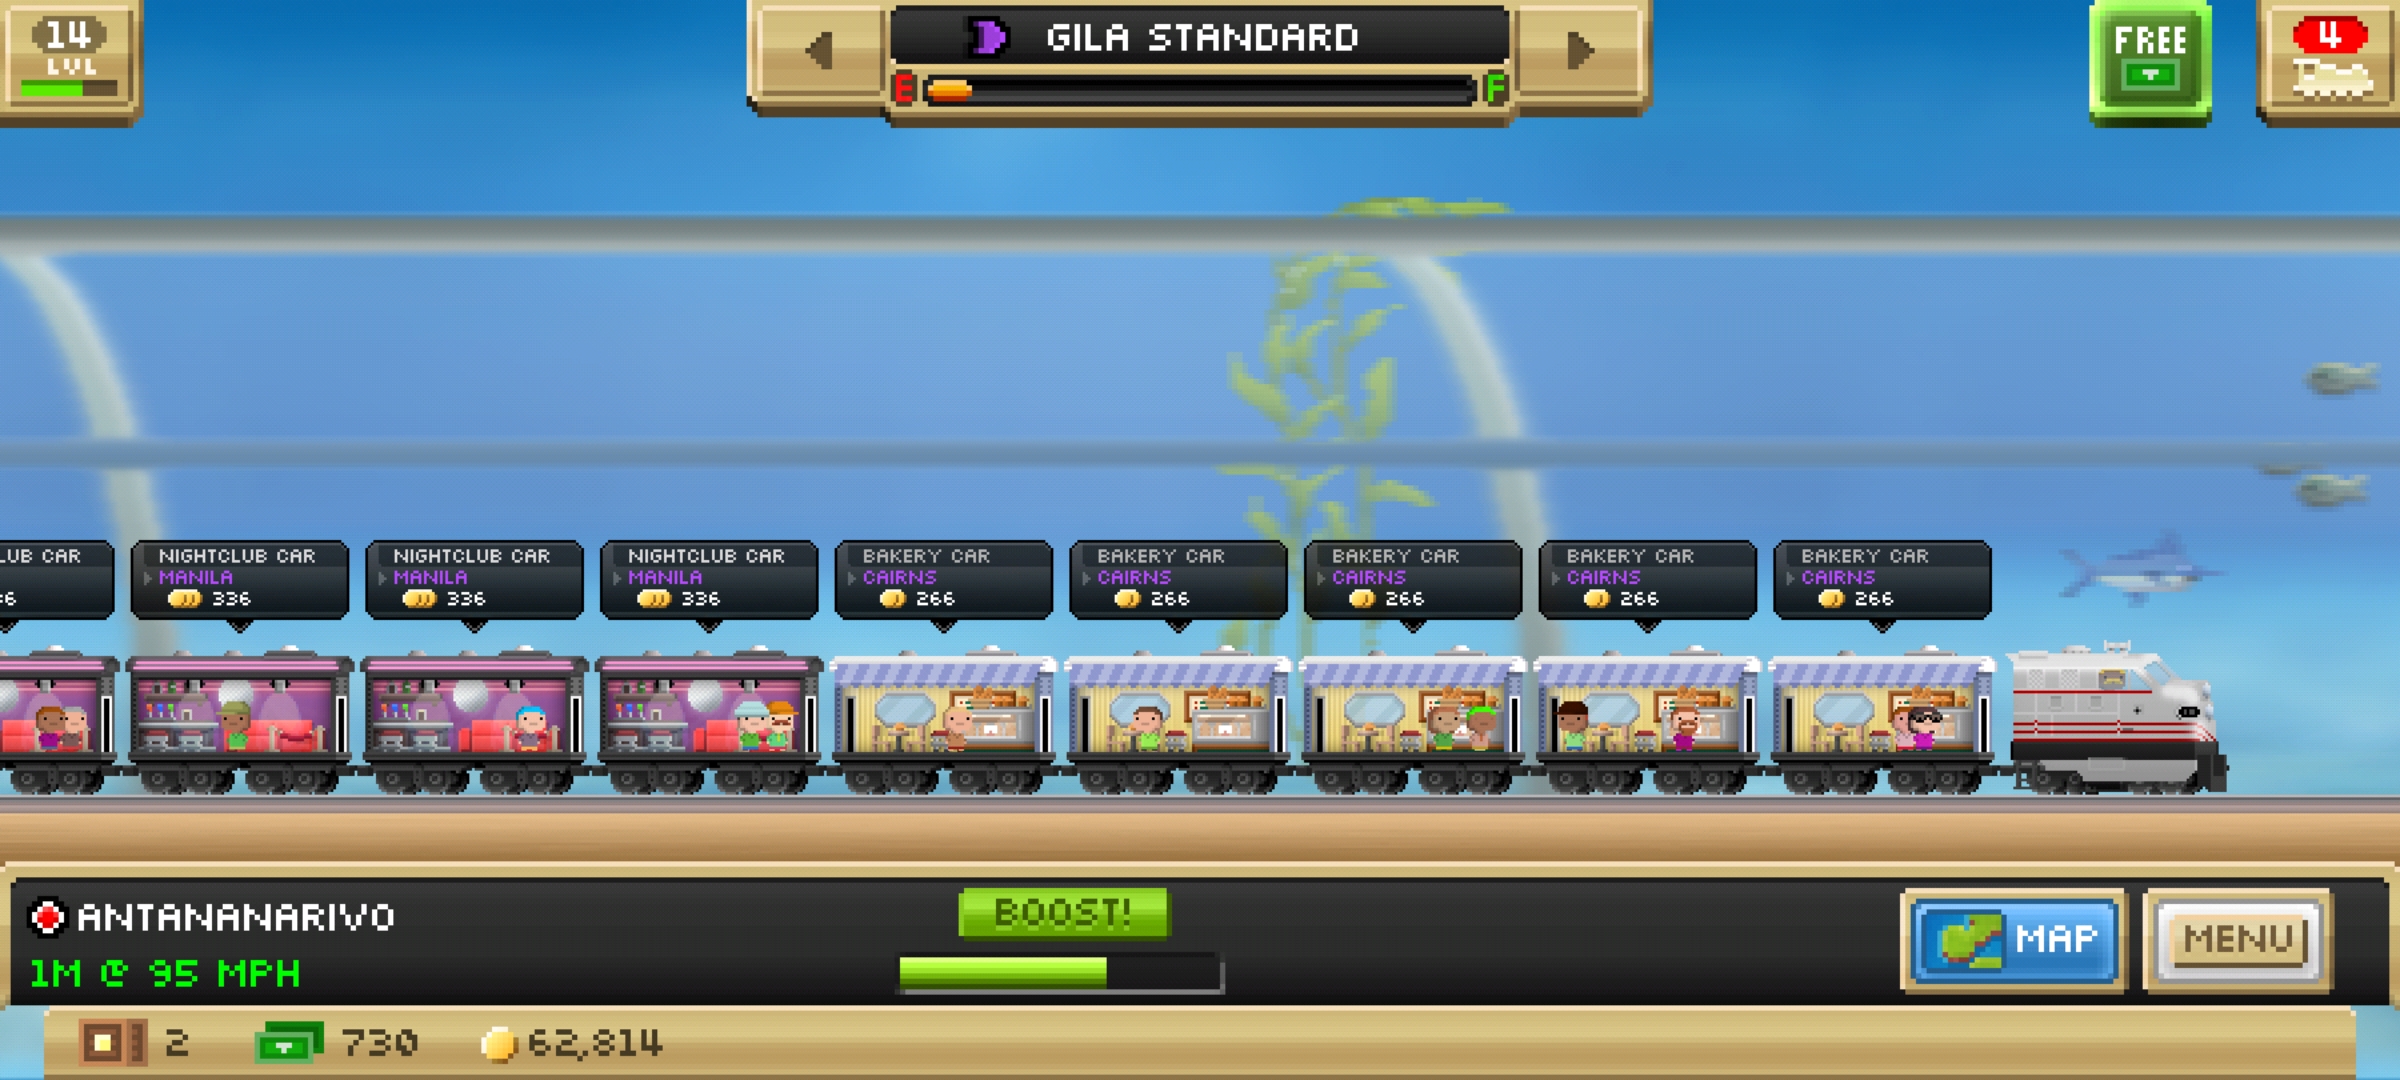 14
LVL
GILA STANDARD
E F
FREE
4
LUB CAR
NIGHTCLUB CAR
MANILA
336
NIGHTCLUB CAR
MANILA
336
NIGHTCLUB CAR
MANILA
336
BAKERY CAR
CAIRNS
266
BAKERY CAR
CAIRNS
266
BAKERY CAR
CAIRNS
266
BAKERY CAR
CAIRNS
266
BAKERY CAR
CAIRNS
266
ANTANANARIVO
1M @ 95 MPH
BOOST!
MAP
MENU
2 730 62,814